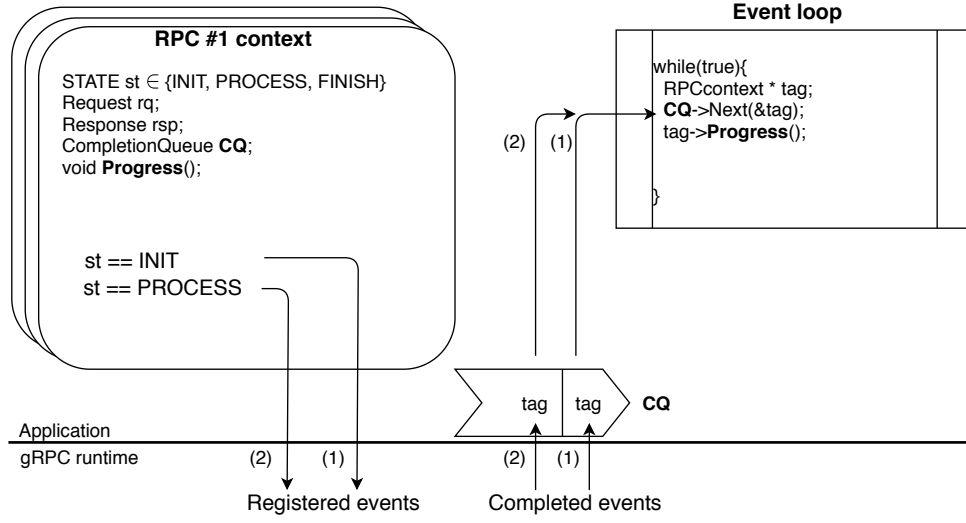 Event loop
RPC #1 context
STATE st ∈ {INIT, PROCESS, FINISH}
Request rq;
Response rsp;
CompletionQueue CQ;
void Progress();
while(true){
RPCcontext * tag;
CQ->Next(&tag);
tag->Progress();
}
(2) (1)
st == INIT
st == PROCESS
tag tag CQ
Application
gRPC runtime
(2) (1) (2) (1)
Registered events Completed events